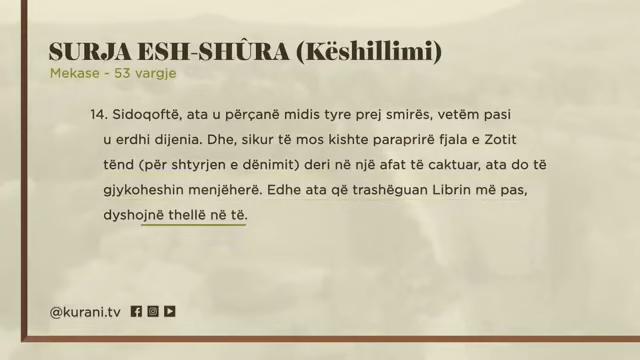 SURJA ESH-SHÛRA (Këshillimi)
Mekase - 53 vargje
14. Sidoqoftë, ata u përçanë midis tyre prej smirës, vetëm pasi
u erdhi dijenia. Dhe, sikur të mos kishte paraprirë fjala e Zotit
tënd (për shtyrjen e dënimit) deri në një afat të caktuar, ata do të
gjykoheshin menjëherë. Edhe ata që trashëguan Librin më pas,
dyshojnë thellë në të.
@kurani.tv